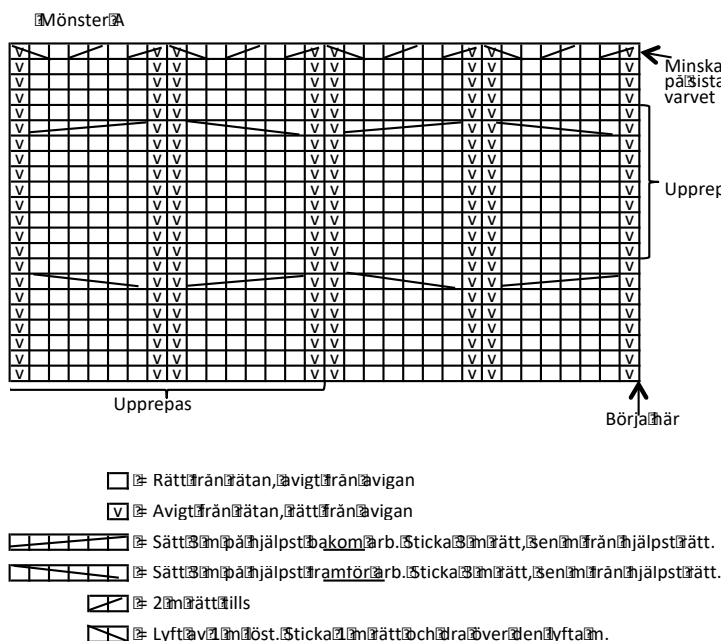 Mönster A
Minska
på sista
varvet
Upprep
Upprepas
Börja här
= Rätt från rätan, avigt från avigan
v = Avigt från rätan, rätt från avigan
= Sätt 3 m på hjälpst bakom arb. Sticka 3 m rätt, sen m från hjälpst rätt.
= Sätt 3 m på hjälpst framför arb. Sticka 3 m rätt, sen m från hjälpst rätt.
= 2 m rätt tills
= Lyft av 1 m löst. Sticka 1 m rätt och dra över den lyfta m.